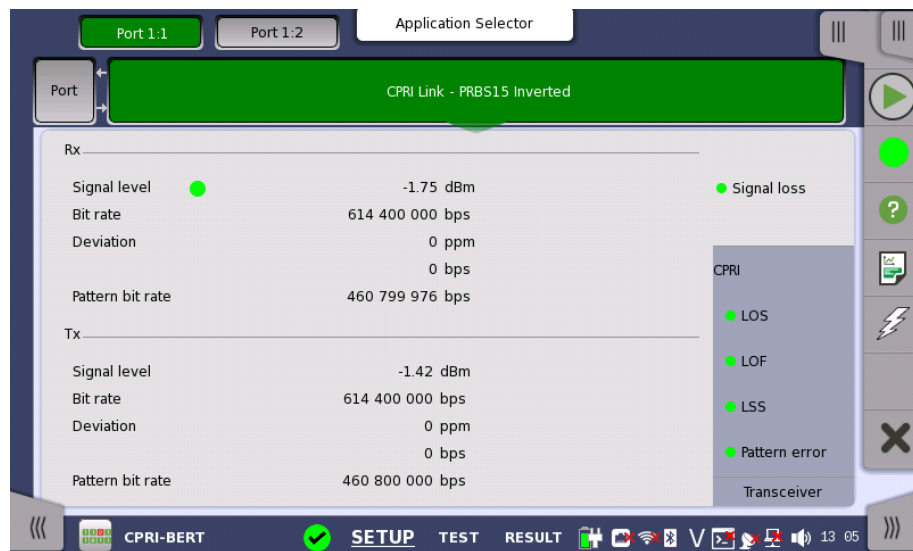 Application Selector
Port 1:1
Port 1:2
Port
CPRI Link - PRBS15 Inverted
Rx
Signal level -1.75 dBm
Signal loss
Bit rate 614 400 000 bps
Deviation 0 ppm
0 bps
CPRI
Pattern bit rate 460 799 976 bps
LOS
Tx
LOF
Signal level -1.42 dBm
Bit rate 614 400 000 bps
LSS
Deviation 0 ppm
0 bps
Pattern error
Pattern bit rate 460 800 000 bps
Transceiver
CPRI-BERT
SETUP TEST RESULT V 13 05